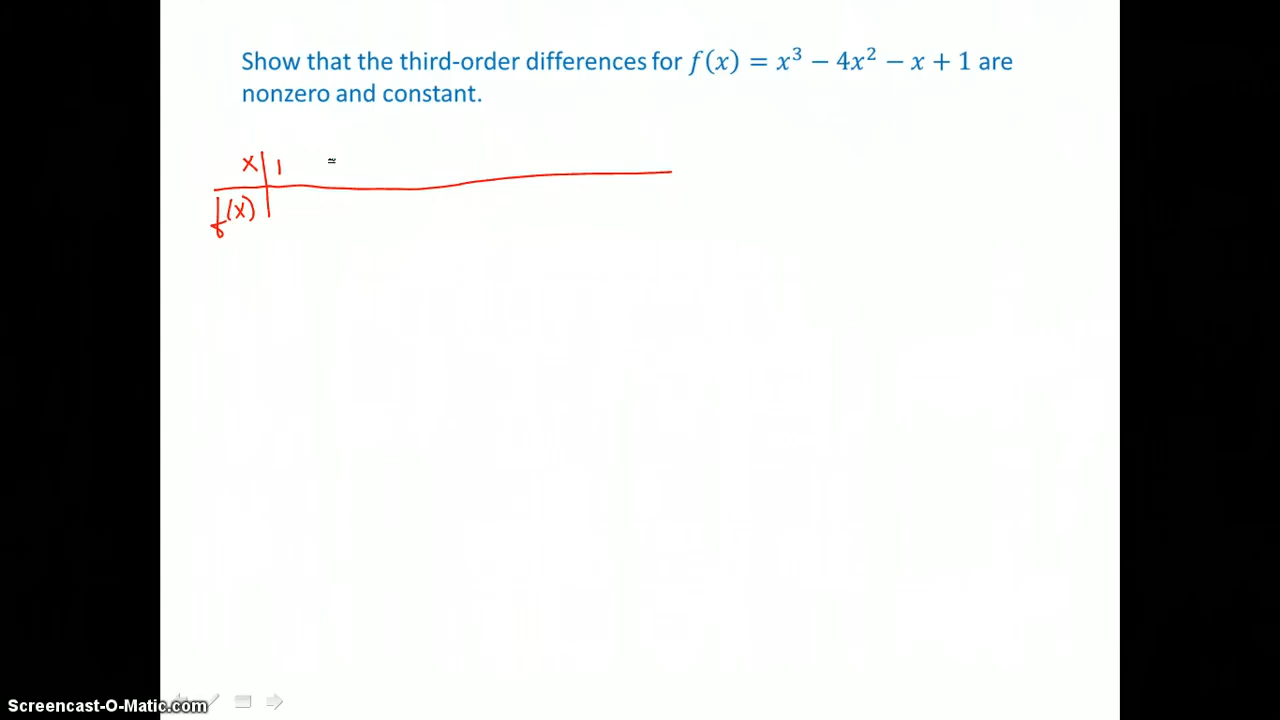 Show that the third-order differences for f(x) = x³ − 4x² − x + 1 are
nonzero and constant.
x 1
f(x)
Screencast-O-Matic.com